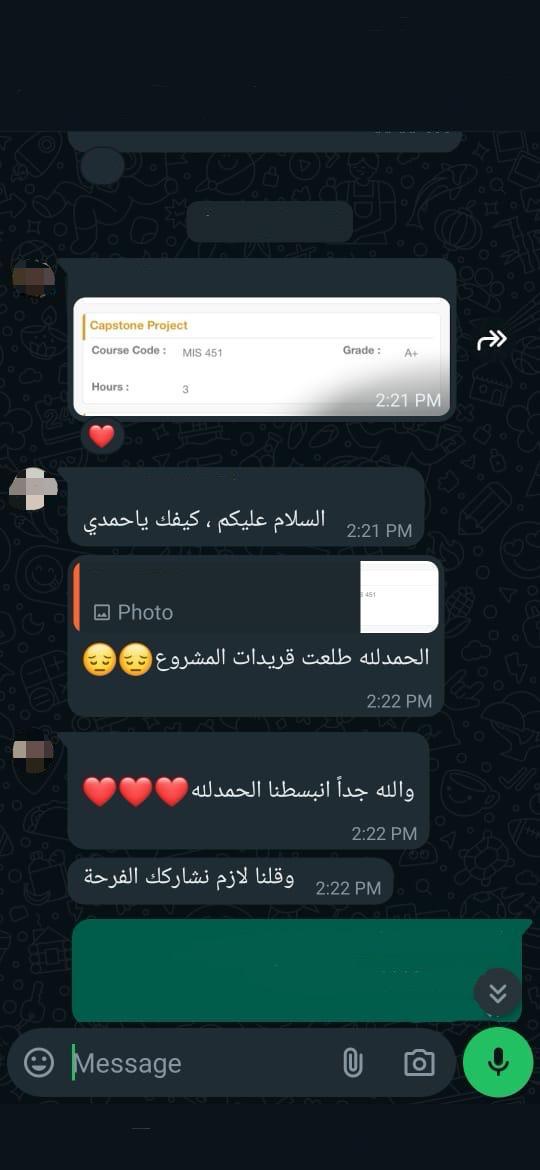 Capstone Project
Course Code : MIS 451 Grade : A+
Hours : 3
2:21 PM
السلام عليكم ، كيفك ياحمدي
2:21 PM
Photo
451
الحمدلله طلعت قريدات المشروع😔😔
2:22 PM
والله جداً انبسطنا الحمدلله❤️❤️❤️
2:22 PM
وقلنا لازم نشاركك الفرحة
2:22 PM
Message